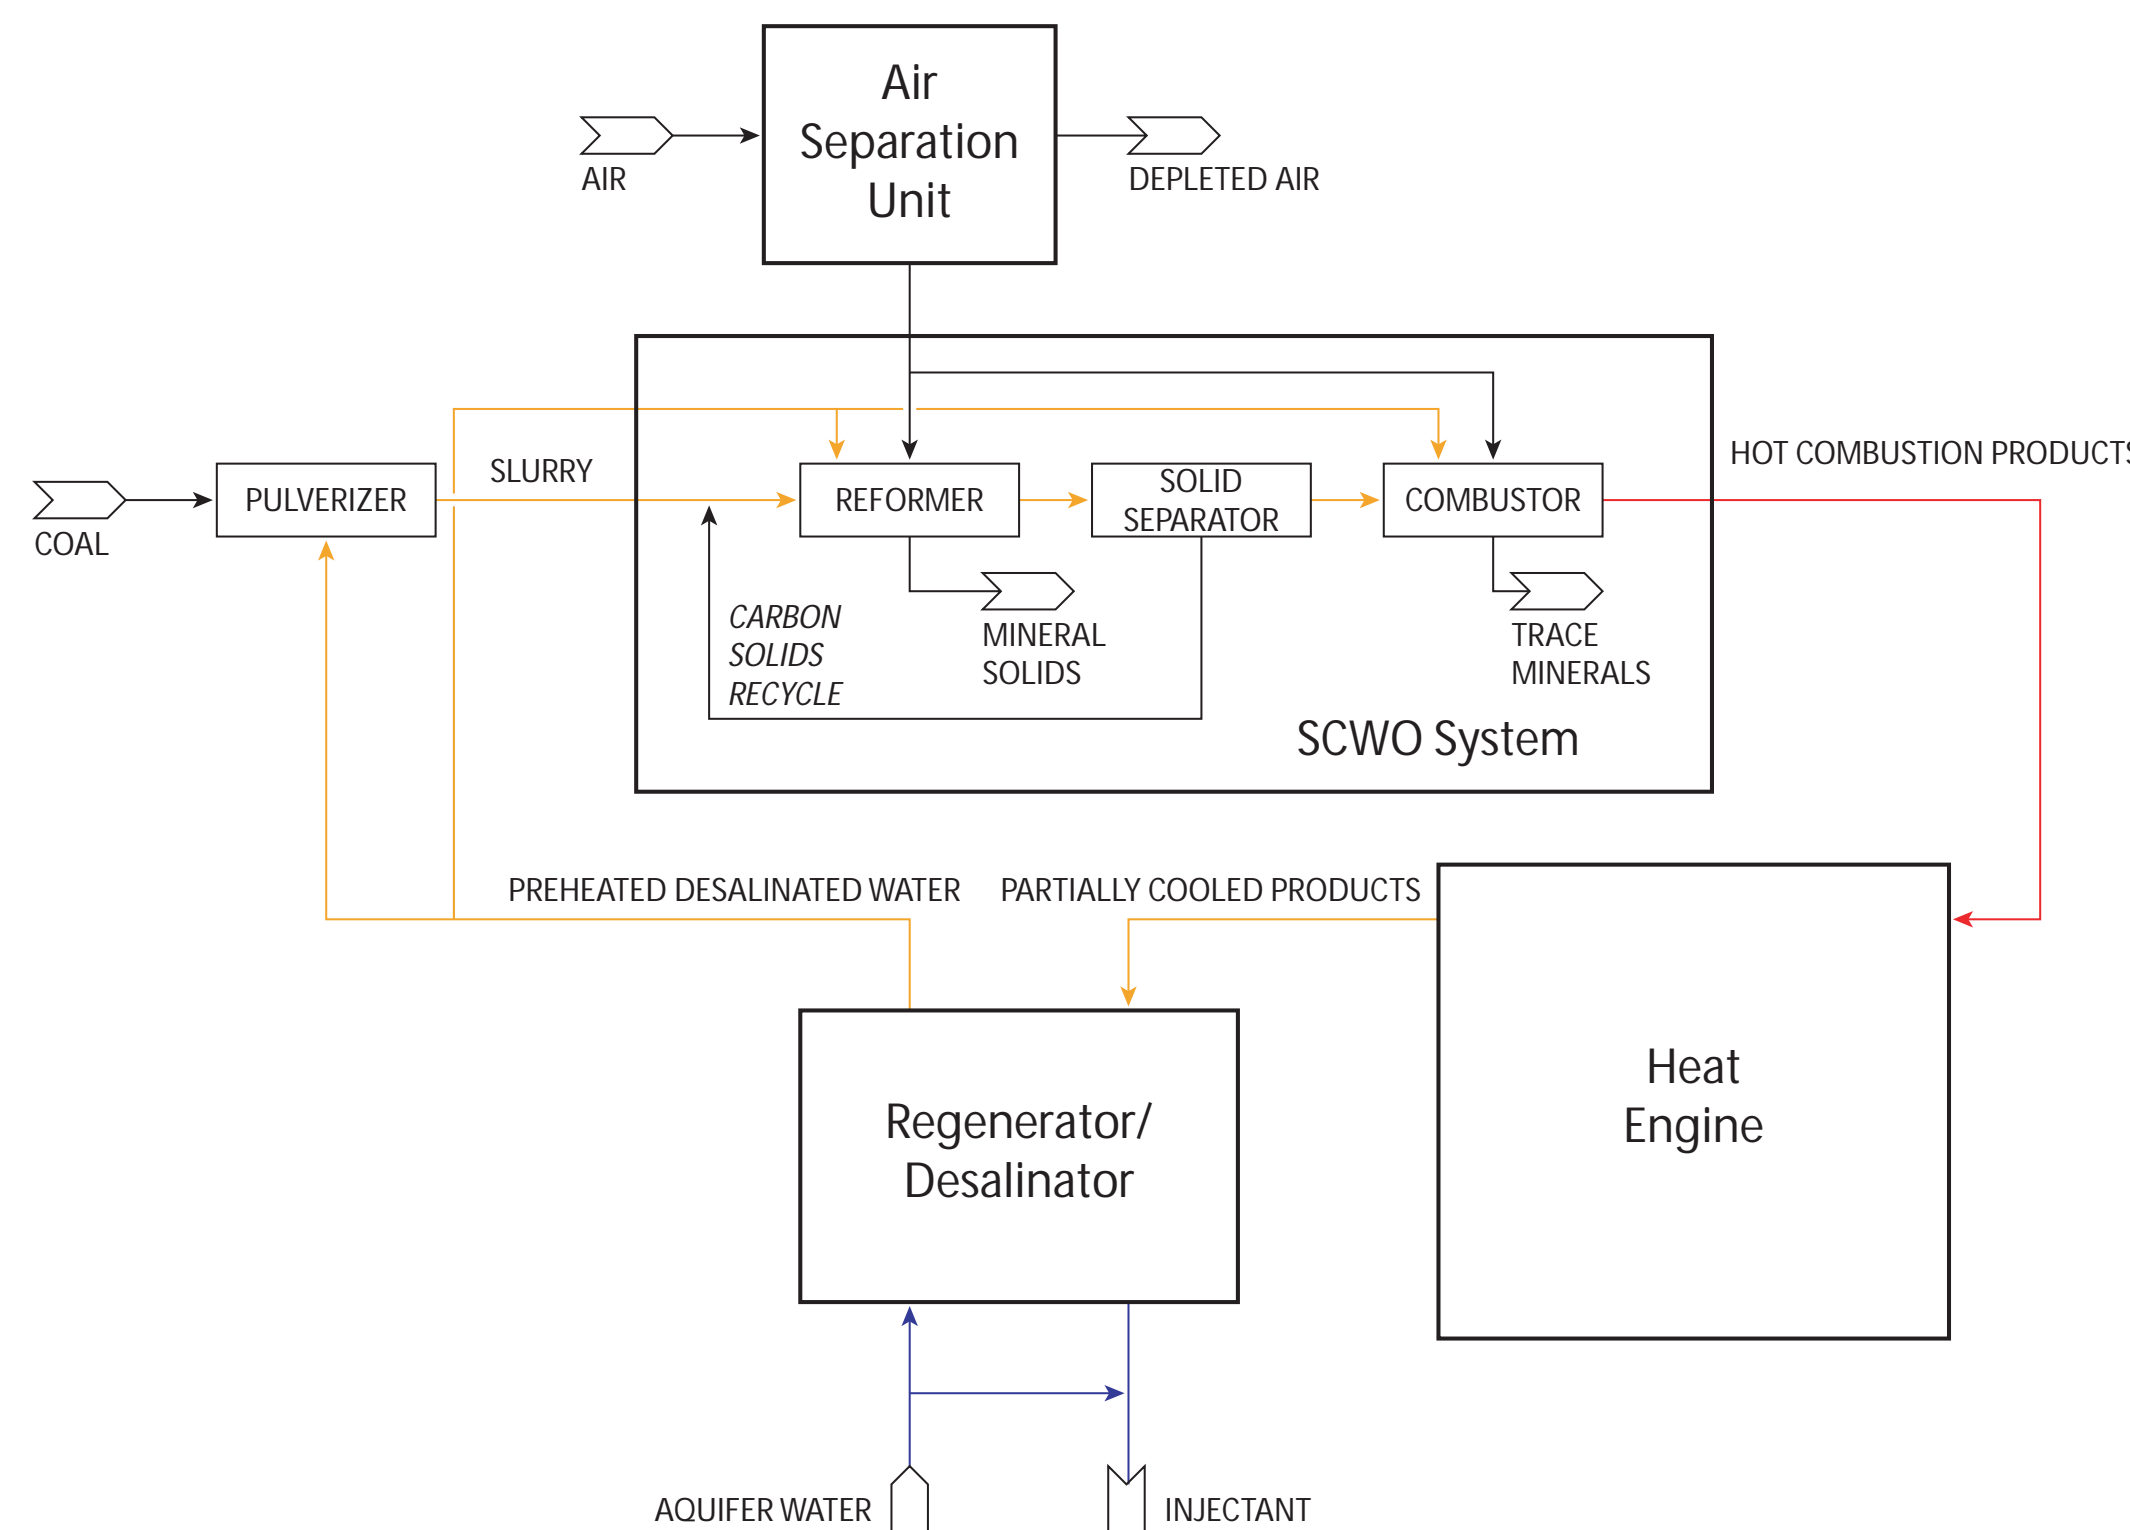 Air
Separation
Unit
AIR
DEPLETED AIR
HOT COMBUSTION PRODUCTS
SLURRY
PULVERIZER
REFORMER
SOLID
SEPARATOR
COMBUSTOR
COAL
CARBON
SOLIDS
RECYCLE
MINERAL
SOLIDS
TRACE
MINERALS
SCWO System
PREHEATED DESALINATED WATER
PARTIALLY COOLED PRODUCTS
Regenerator/
Desalinator
Heat
Engine
AQUIFER WATER
INJECTANT